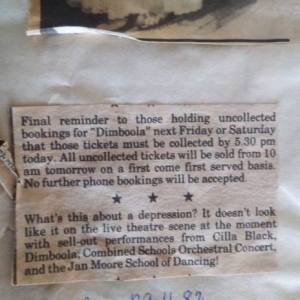 Final reminder to those holding uncollected
bookings for "Dimboola" next Friday or Saturday
that those tickets must be collected by 5.30 pm
today. All uncollected tickets will be sold from 10
am tomorrow on a first come first served basis.
No further phone bookings will be accepted.
★ ★ ★
What's this about a depression? It doesn't look
like it on the live theatre scene at the moment
with sell-out performances from Cilla Black,
Dimboola, Combined Schools Orchestral Concert,
and the Jan Moore School of Dancing!